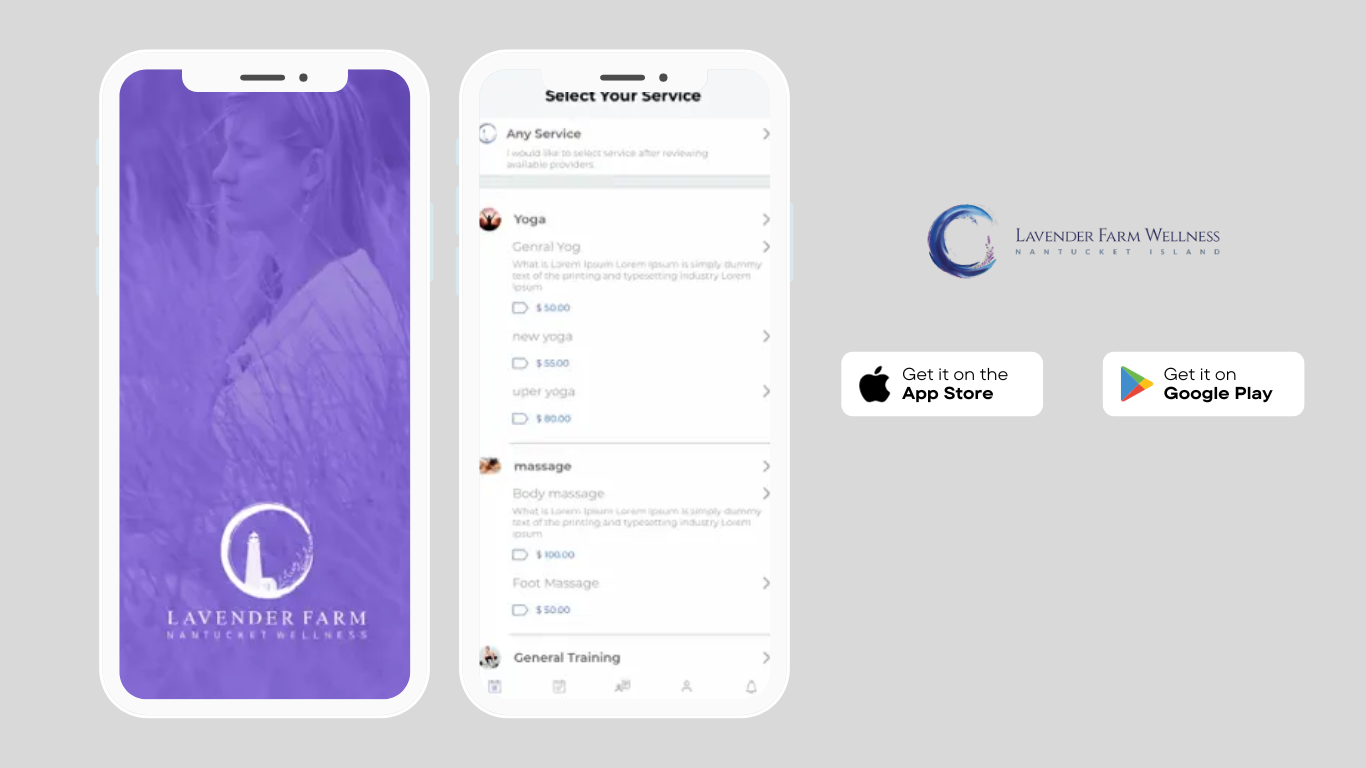 LAVENDER FARM
NANTUCKET WELLNESS
Select Your Service
Any Service
I would like to select service after reviewing
available providers.
Yoga
Genral Yog
What is Lorem Ipsum Lorem Ipsum is simply dummy
text of the printing and typesetting industry Lorem
Ipsum
$ 50.00
new yoga
$ 55.00
uper yoga
$ 80.00
massage
Body massage
What is Lorem Ipsum Lorem Ipsum is simply dummy
text of the printing and typesetting industry Lorem
Ipsum
$ 100.00
Foot Massage
$ 50.00
General Training
LAVENDER FARM WELLNESS
NANTUCKET ISLAND
Get it on the
App Store
Get it on
Google Play